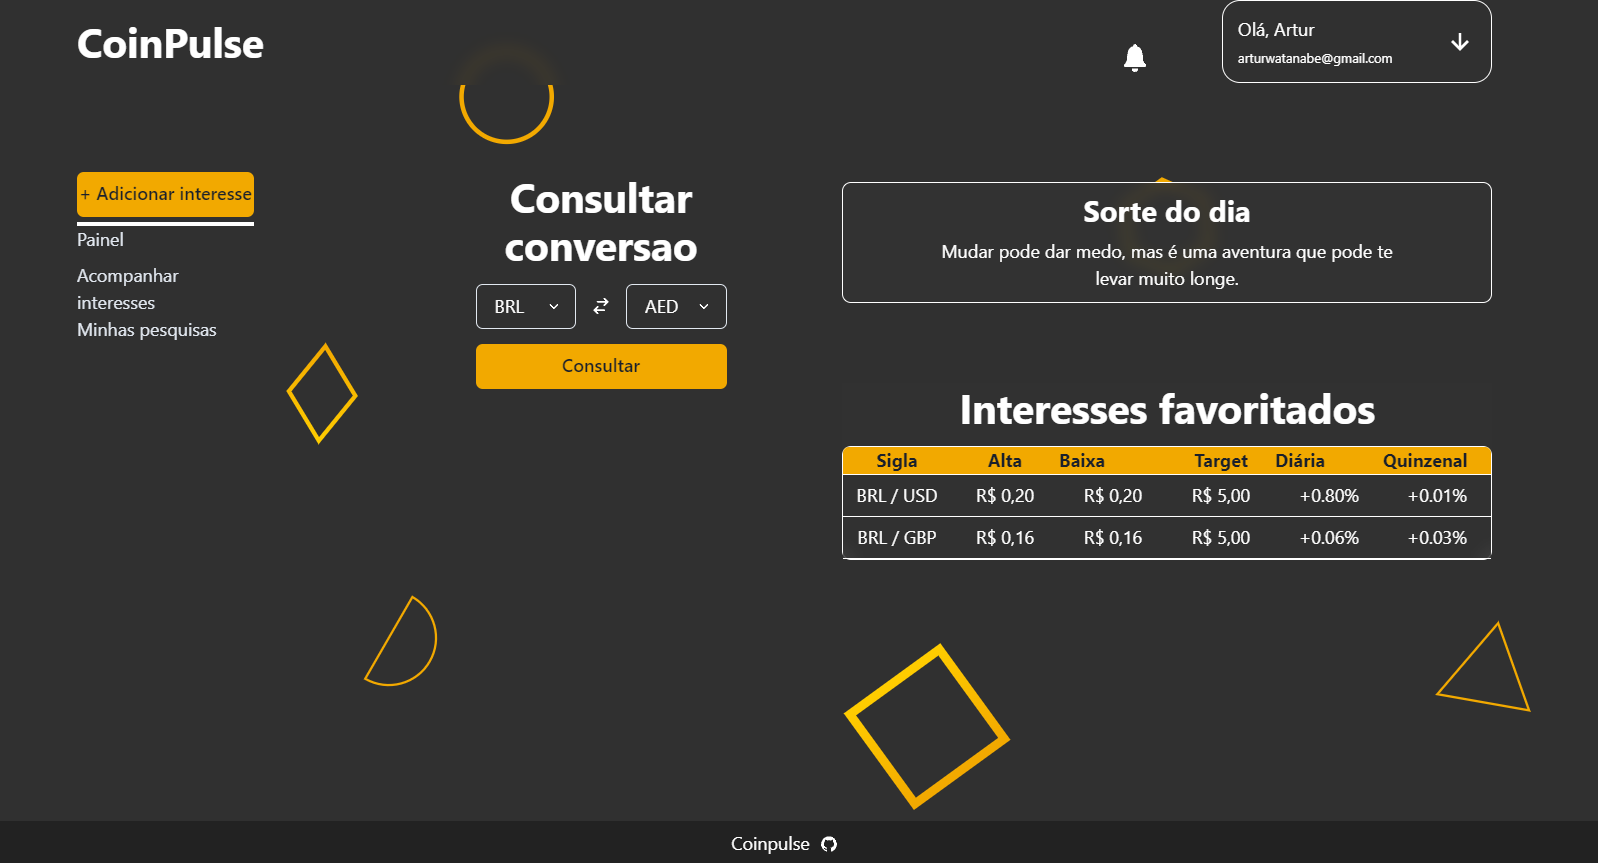 CoinPulse
Olá, Artur
arturwatanabe@gmail.com
+ Adicionar interesse
Painel
Acompanhar
interesses
Minhas pesquisas
Consultar
conversao
BRL
AED
Consultar
Sorte do dia
Mudar pode dar medo, mas é uma aventura que pode te
levar muito longe.
Interesses favoritados
Sigla Alta Baixa Target Diária Quinzenal
BRL / USD R$ 0,20 R$ 0,20 R$ 5,00 +0.80% +0.01%
BRL / GBP R$ 0,16 R$ 0,16 R$ 5,00 +0.06% +0.03%
Coinpulse